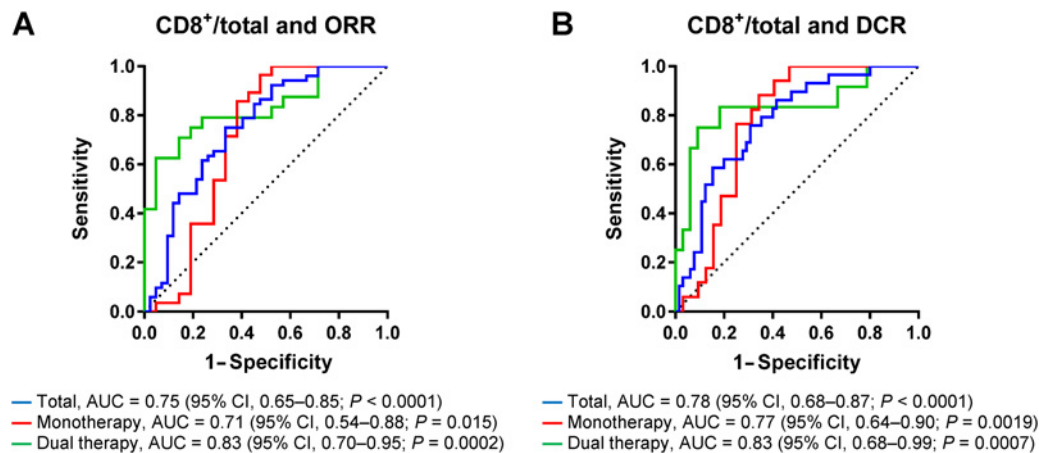 A
CD8⁺/total and ORR
1.0
0.8
0.6
0.4
0.2
0.0
Sensitivity
0.0 0.2 0.4 0.6 0.8 1.0
1–Specificity
Total, AUC = 0.75 (95% CI, 0.65–0.85; P < 0.0001)
Monotherapy, AUC = 0.71 (95% CI, 0.54–0.88; P = 0.015)
Dual therapy, AUC = 0.83 (95% CI, 0.70–0.95; P = 0.0002)
B
CD8⁺/total and DCR
1.0
0.8
0.6
0.4
0.2
0.0
Sensitivity
0.0 0.2 0.4 0.6 0.8 1.0
1–Specificity
Total, AUC = 0.78 (95% CI, 0.68–0.87; P < 0.0001)
Monotherapy, AUC = 0.77 (95% CI, 0.64–0.90; P = 0.0019)
Dual therapy, AUC = 0.83 (95% CI, 0.68–0.99; P = 0.0007)